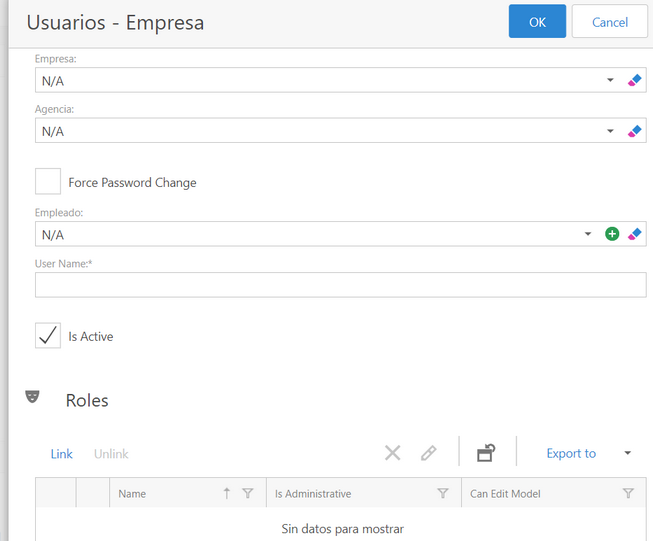 Usuarios - Empresa
OK
Cancel
Empresa:
N/A
Agencia:
N/A
Force Password Change
Empleado:
N/A
User Name:*
Is Active
Roles
Link
Unlink
Export to
Name
Is Administrative
Can Edit Model
Sin datos para mostrar